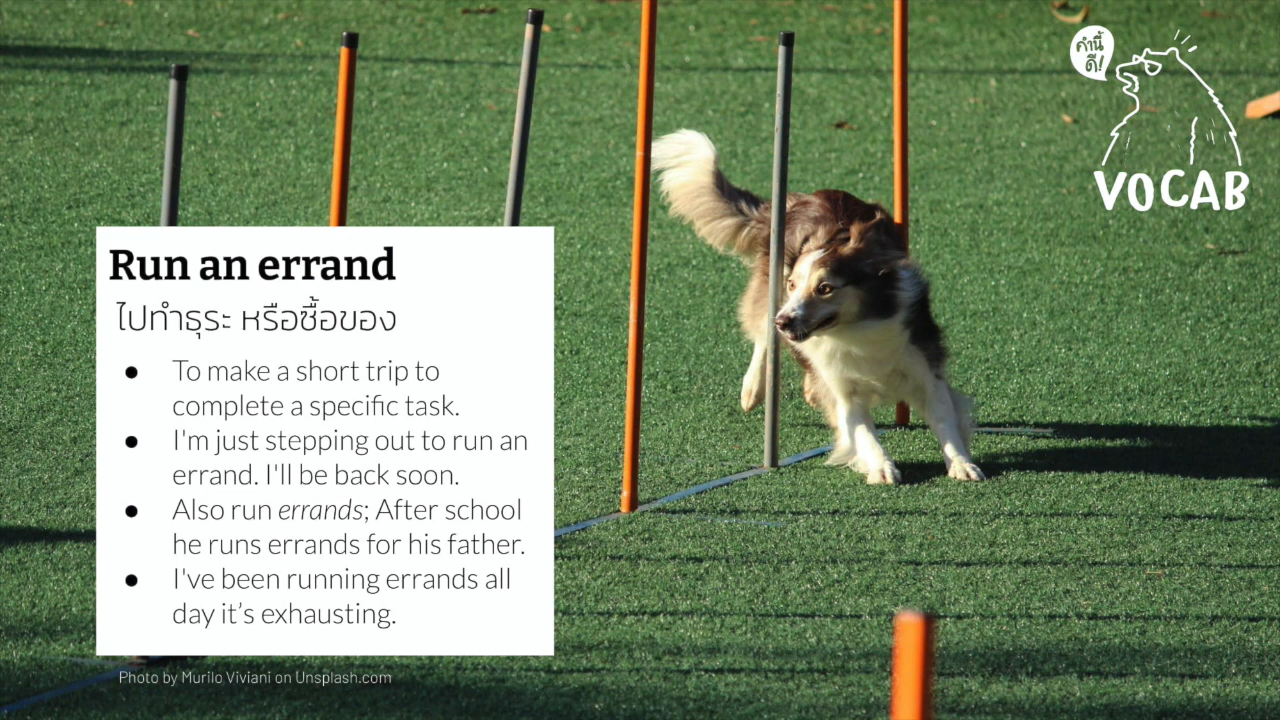 คำนี้
ดี!
VOCAB
Run an errand
ไปทำธุระ หรือซื้อของ
● To make a short trip to
complete a specific task.
● I'm just stepping out to run an
errand. I'll be back soon.
● Also run errands; After school
he runs errands for his father.
● I've been running errands all
day it’s exhausting.
Photo by Murilo Viviani on Unsplash.com